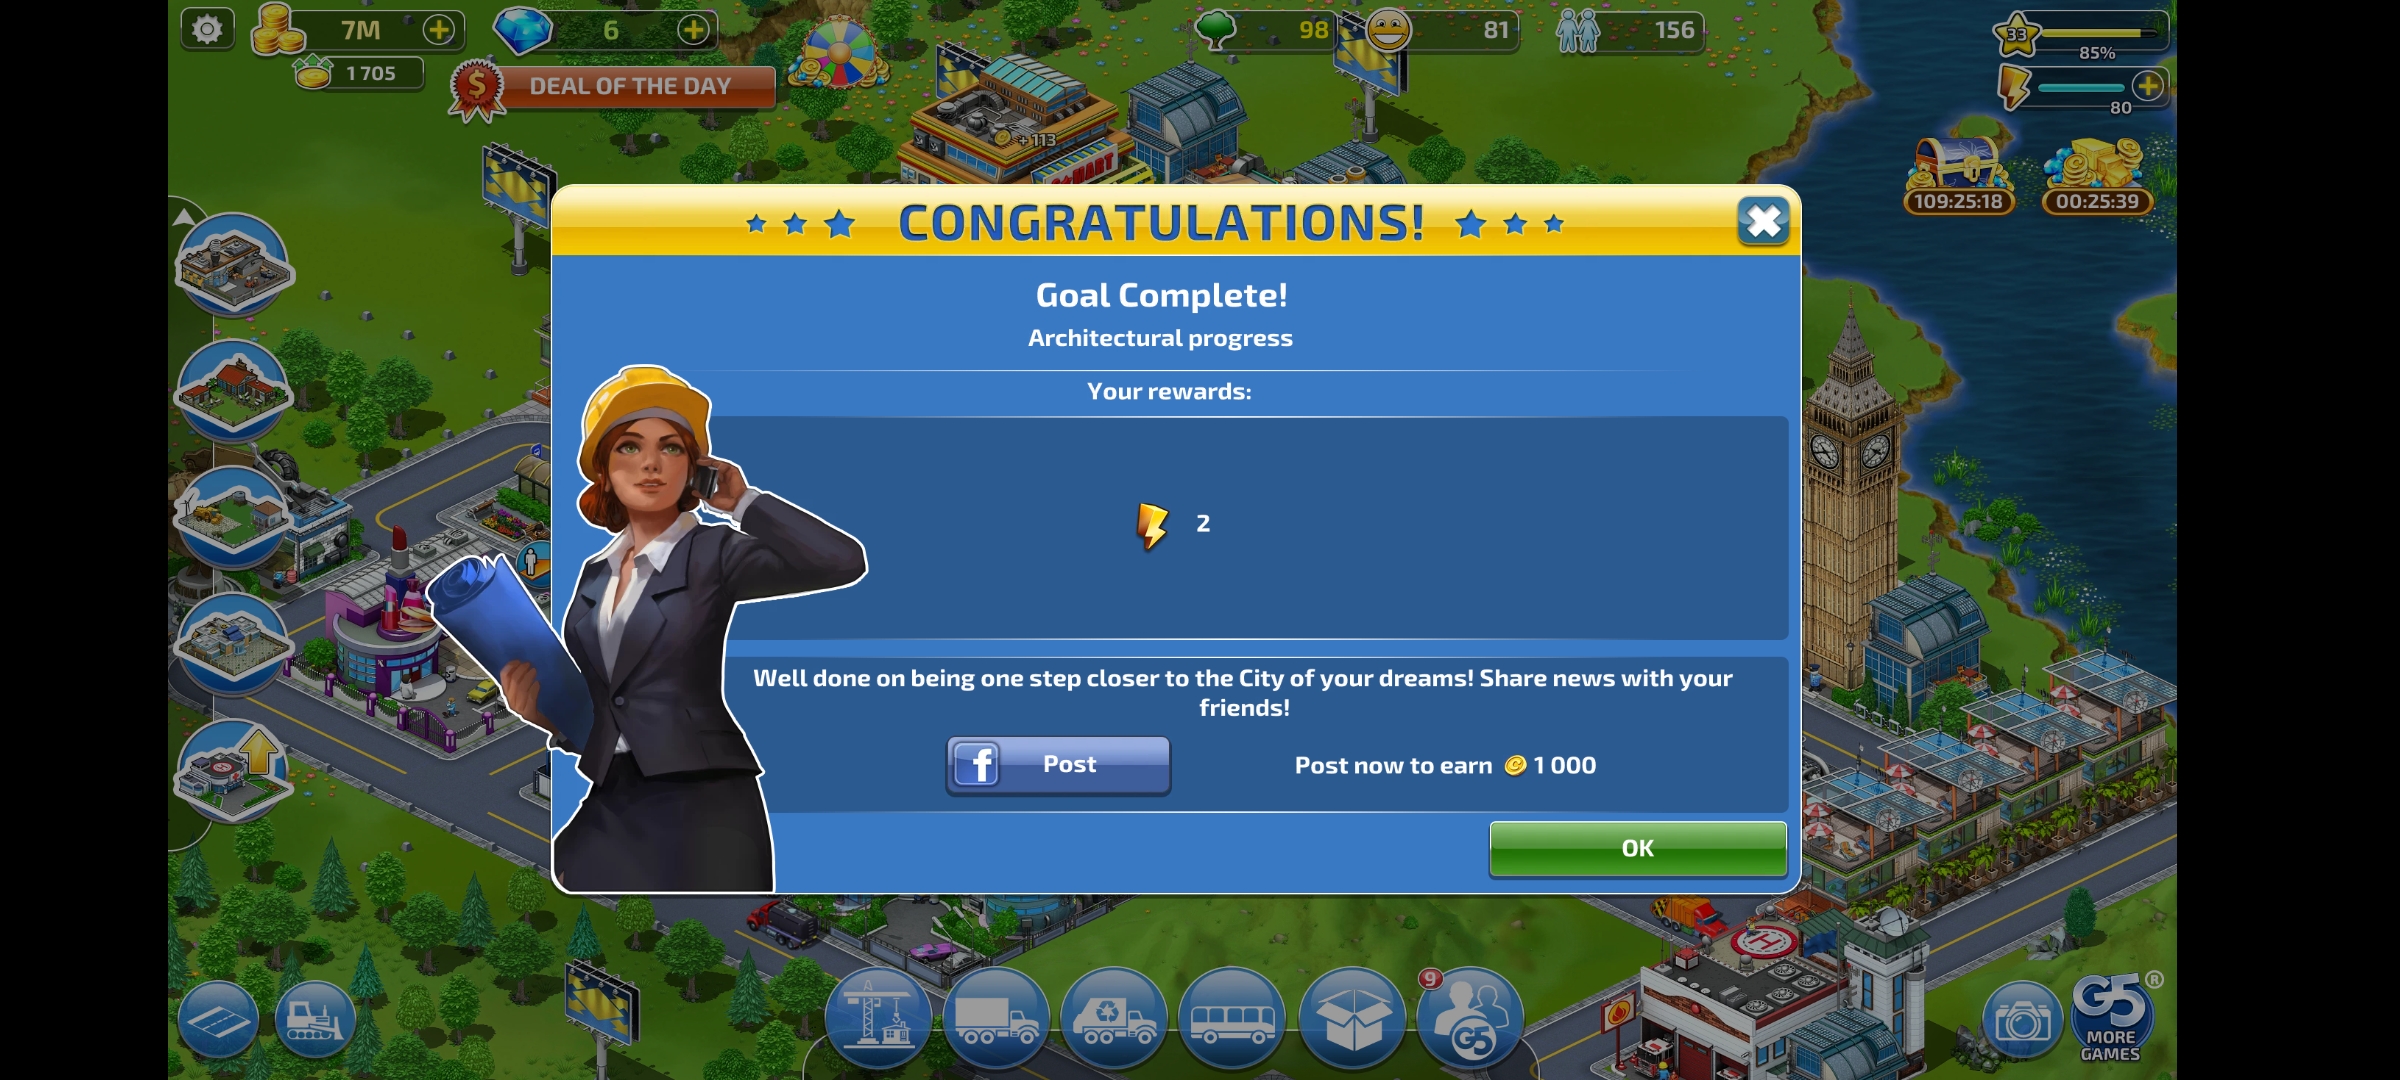 7M
6
98
81
156
33
85%
1 705
DEAL OF THE DAY
80
+113
MART
109:25:18
00:25:39
CONGRATULATIONS!
Goal Complete!
Architectural progress
Your rewards:
2
Well done on being one step closer to the City of your dreams! Share news with your
friends!
f Post
Post now to earn 1 000
OK
H
9
G5
G5®
MORE
GAMES